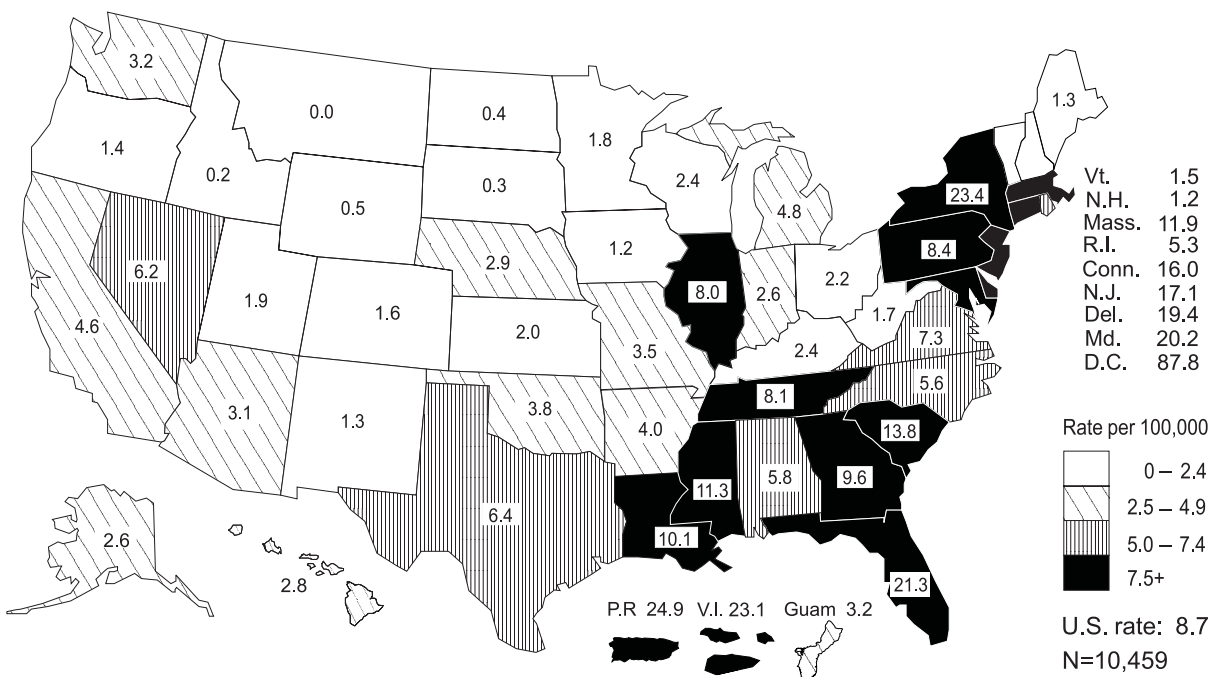 3.2
0.0
0.4
1.8
1.3
1.4
0.2
0.3
2.4
23.4
4.8
0.5
1.2
8.4
2.9
6.2
8.0
2.6
2.2
1.9
1.6
1.7
4.6
2.0
3.5
2.4
7.3
5.6
3.1
1.3
3.8
4.0
8.1
13.8
11.3
5.8
9.6
6.4
10.1
21.3
2.6
2.8
P.R 24.9 V.I. 23.1 Guam 3.2
Vt. 1.5
N.H. 1.2
Mass. 11.9
R.I. 5.3
Conn. 16.0
N.J. 17.1
Del. 19.4
Md. 20.2
D.C. 87.8
Rate per 100,000
0 – 2.4
2.5 – 4.9
5.0 – 7.4
7.5+
U.S. rate: 8.7
N=10,459